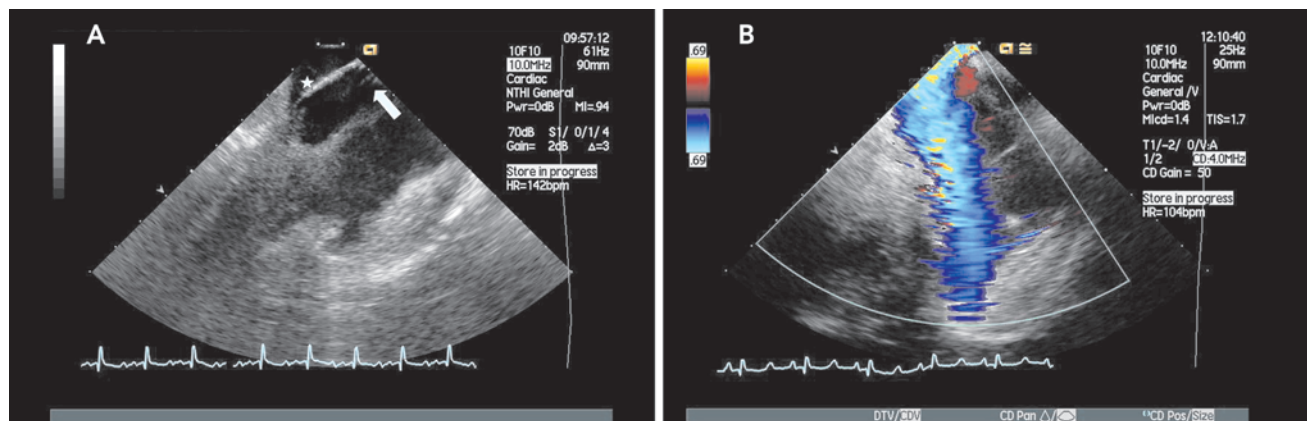 A
09:57:12
10F10 61Hz
10.0MHz 90mm
Cardiac
NTHI General
Pwr=0dB MI=.94
70dB S1/ 0/1/ 4
Gain= 2dB Δ=3
Store in progress
HR=142bpm
B
12:10:40
.69
10F10 25Hz
10.0MHz 90mm
Cardiac
General /V
Pwr=0dB
MIcd=1.4 TIS=1.7
T1/-2/ 0/V:A
1/2 CD:4.0MHz
CD Gain = 50
.69
Store in progress
HR=104bpm
DTV/CDV CD Pan CD Pos/Size